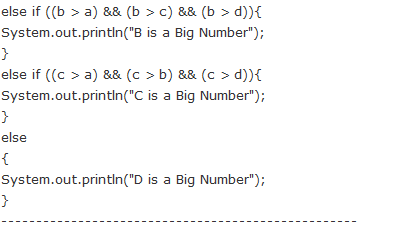 else if ((b > a) && (b > c) && (b > d)){
System.out.println("B is a Big Number");
}
else if ((c > a) && (c > b) && (c > d)){
System.out.println("C is a Big Number");
}
else
{
System.out.println("D is a Big Number");
}
---------------------------------------------------